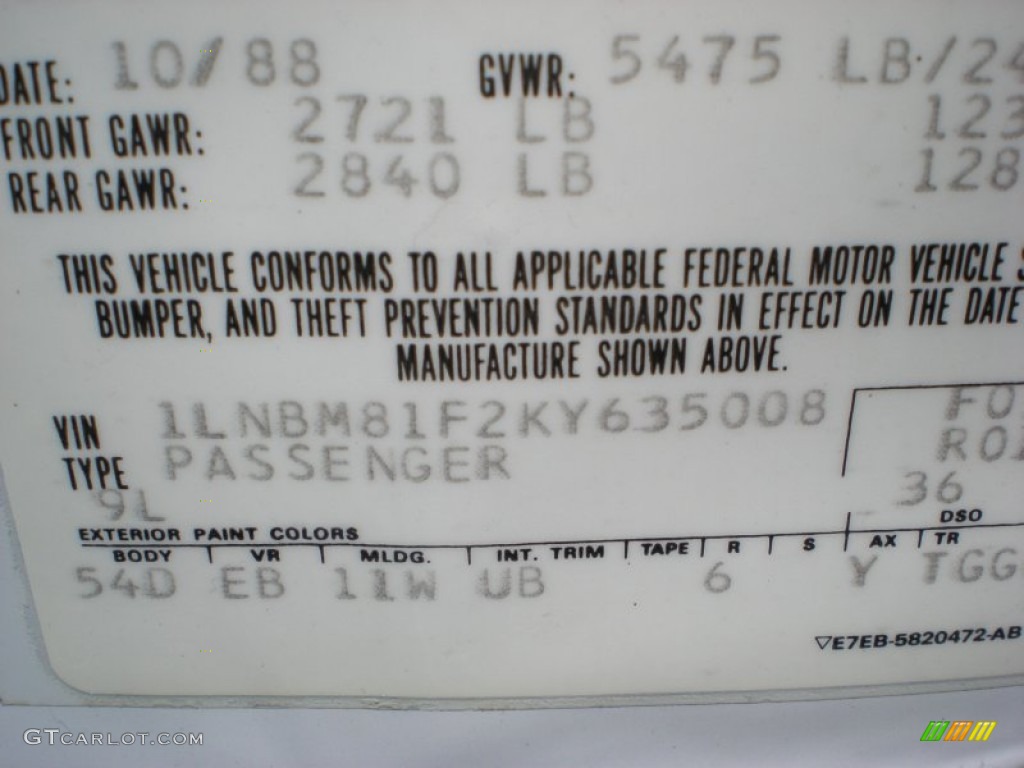 DATE: 10/88 GVWR: 5475 LB/24
FRONT GAWR: 2721 LB 123
REAR GAWR: 2840 LB 128
THIS VEHICLE CONFORMS TO ALL APPLICABLE FEDERAL MOTOR VEHICLE S
BUMPER, AND THEFT PREVENTION STANDARDS IN EFFECT ON THE DATE
MANUFACTURE SHOWN ABOVE.
VIN 1LNBM81F2KY635008 FO
TYPE PASSENGER RO
9L 36
EXTERIOR PAINT COLORS DSO
BODY VR MLDG. INT. TRIM TAPE R S AX TR
54D EB 11W UB 6 Y TGG
▽E7EB-5820472-AB
GTCARLOT.COM